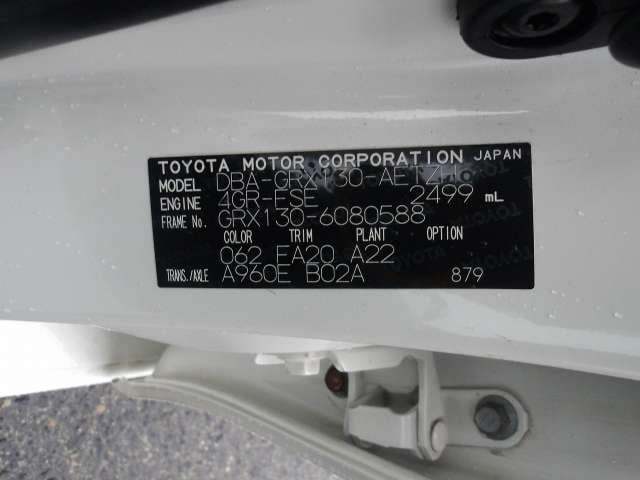 TOYOTA MOTOR CORPORATION JAPAN
MODEL DBA-GRX130-AETZH
ENGINE 4GR-FSE 2499 mL
FRAME No. GRX130-6080588
COLOR TRIM PLANT OPTION
062 EA20 A22
TRANS./AXLE A960E B02A 879